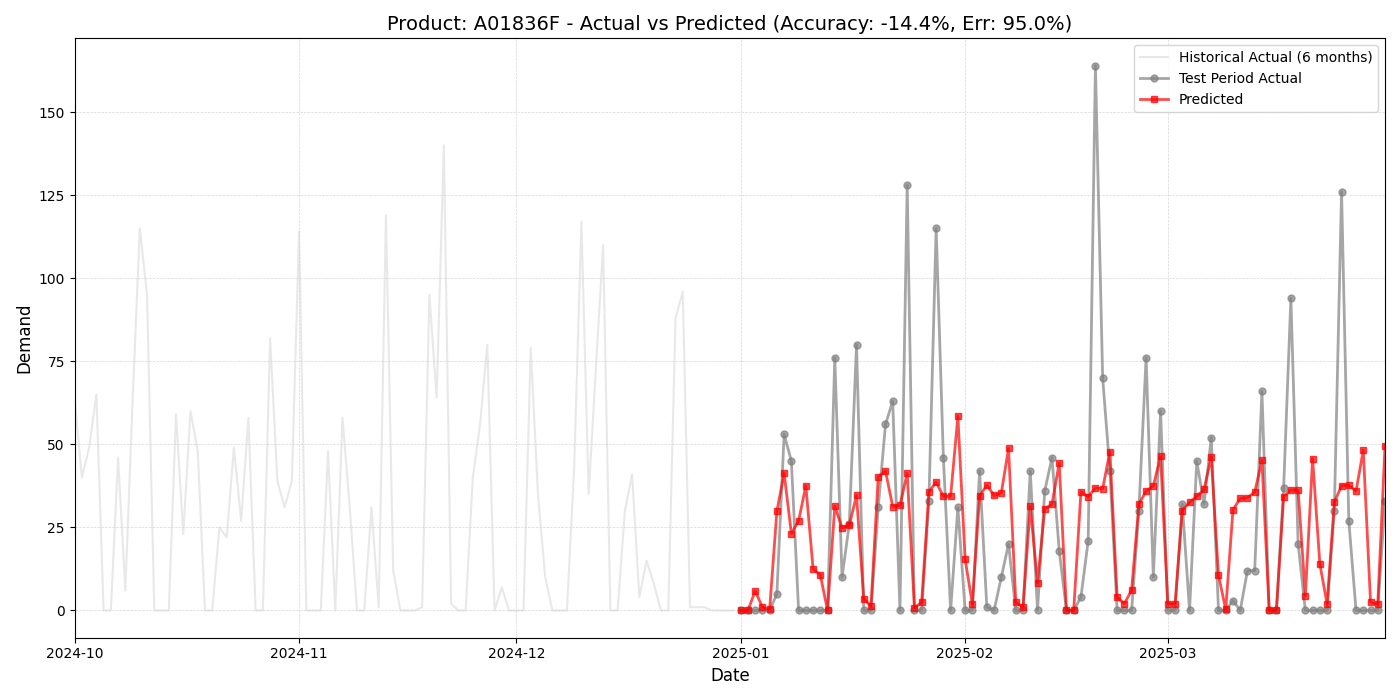 Product: A01836F - Actual vs Predicted (Accuracy: -14.4%, Err: 95.0%)
Historical Actual (6 months)
Test Period Actual
Predicted
Demand
150
125
100
75
50
25
0
2024-10
2024-11
2024-12
2025-01
2025-02
2025-03
Date